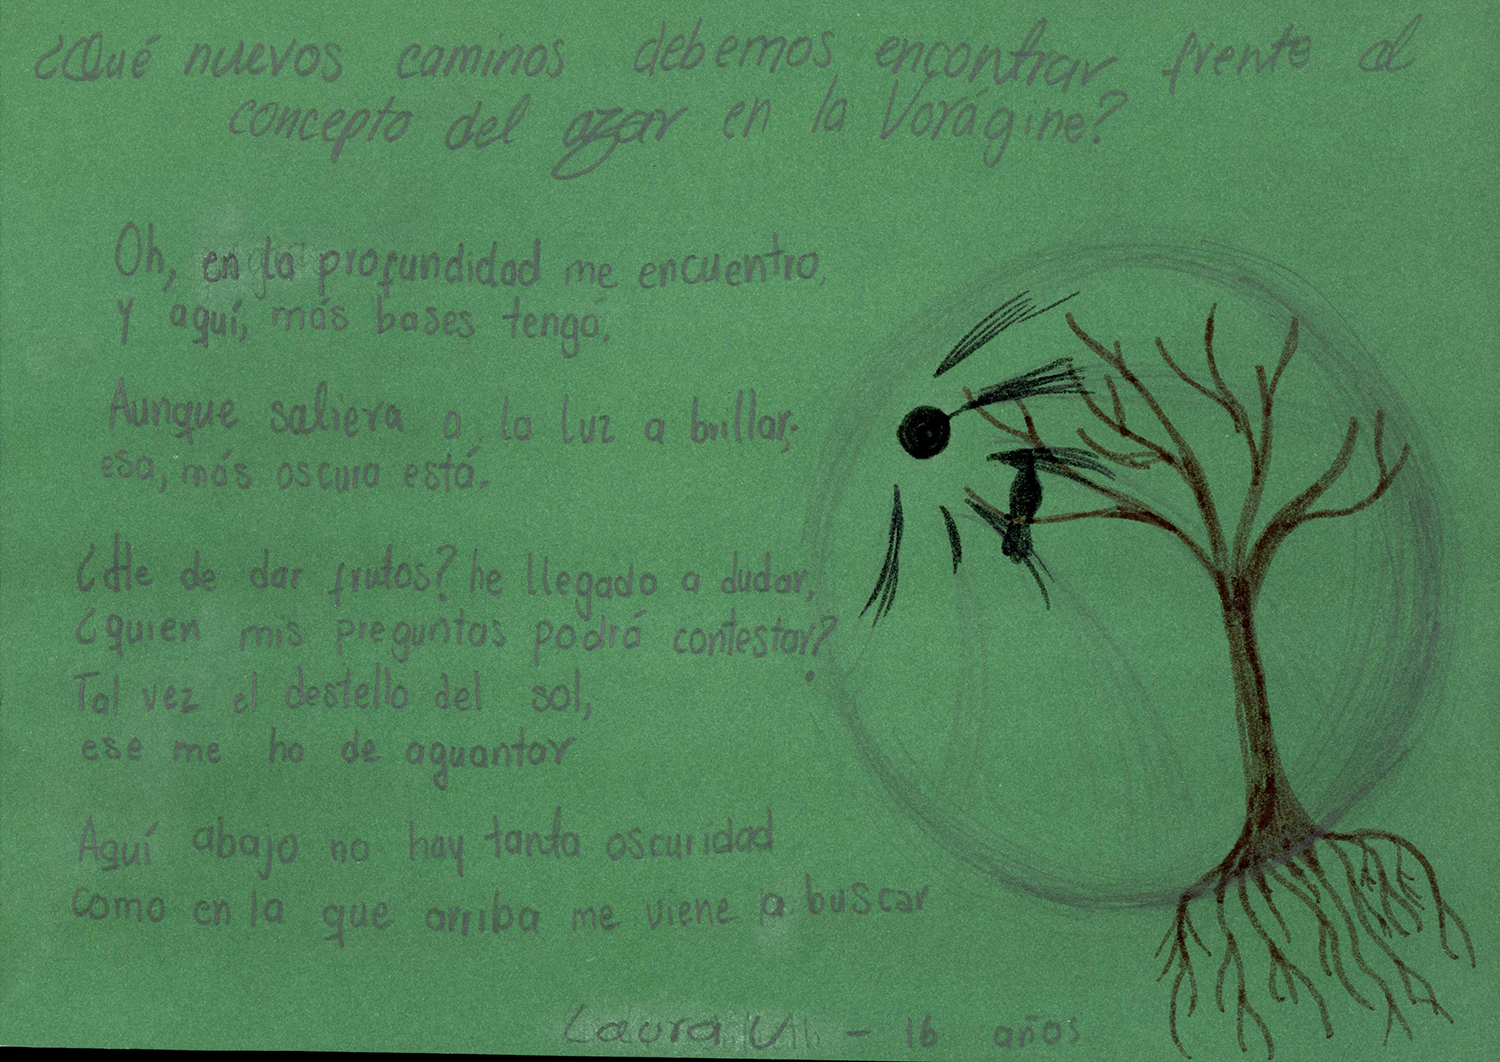 ¿Qué nuevos caminos debemos encontrar frente al
concepto del azar en la Vorágine?
Oh, en la profundidad me encuentro,
y aquí, más bases tengo.
Aunque saliera a la luz a brillar;
esa, más oscura está.
¿He de dar frutos? he llegado a dudar,
¿quien mis preguntas podrá contestar?
Tal vez el destello del sol,
ese me ha de aguantar
Aquí abajo no hay tanta oscuridad
como en la que arriba me viene a buscar
Laura U - 16 años